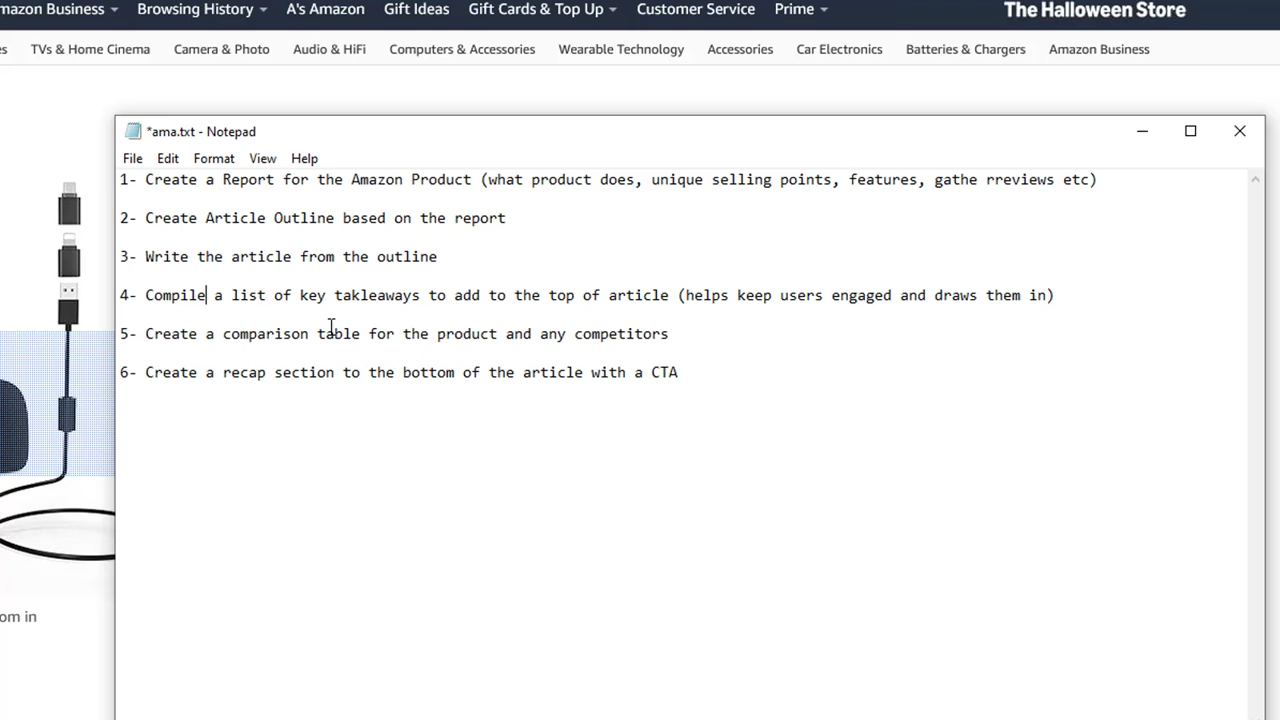 mazon Business Browsing History A's Amazon Gift Ideas Gift Cards & Top Up Customer Service Prime The Halloween Store
es TVs & Home Cinema Camera & Photo Audio & HiFi Computers & Accessories Wearable Technology Accessories Car Electronics Batteries & Chargers Amazon Business
*ama.txt - Notepad
File Edit Format View Help
1- Create a Report for the Amazon Product (what product does, unique selling points, features, gathe rreviews etc)
2- Create Article Outline based on the report
3- Write the article from the outline
4- Compile a list of key takleaways to add to the top of article (helps keep users engaged and draws them in)
5- Create a comparison table for the product and any competitors
6- Create a recap section to the bottom of the article with a CTA
om in